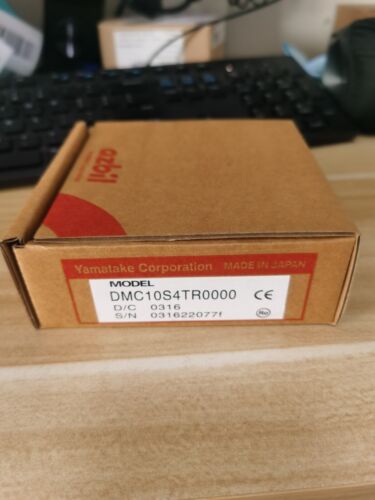 azbil
Yamatake Corporation MADE IN JAPAN
MODEL
DMC10S4TR0000 CE
D/C 0316
S/N 031622077f